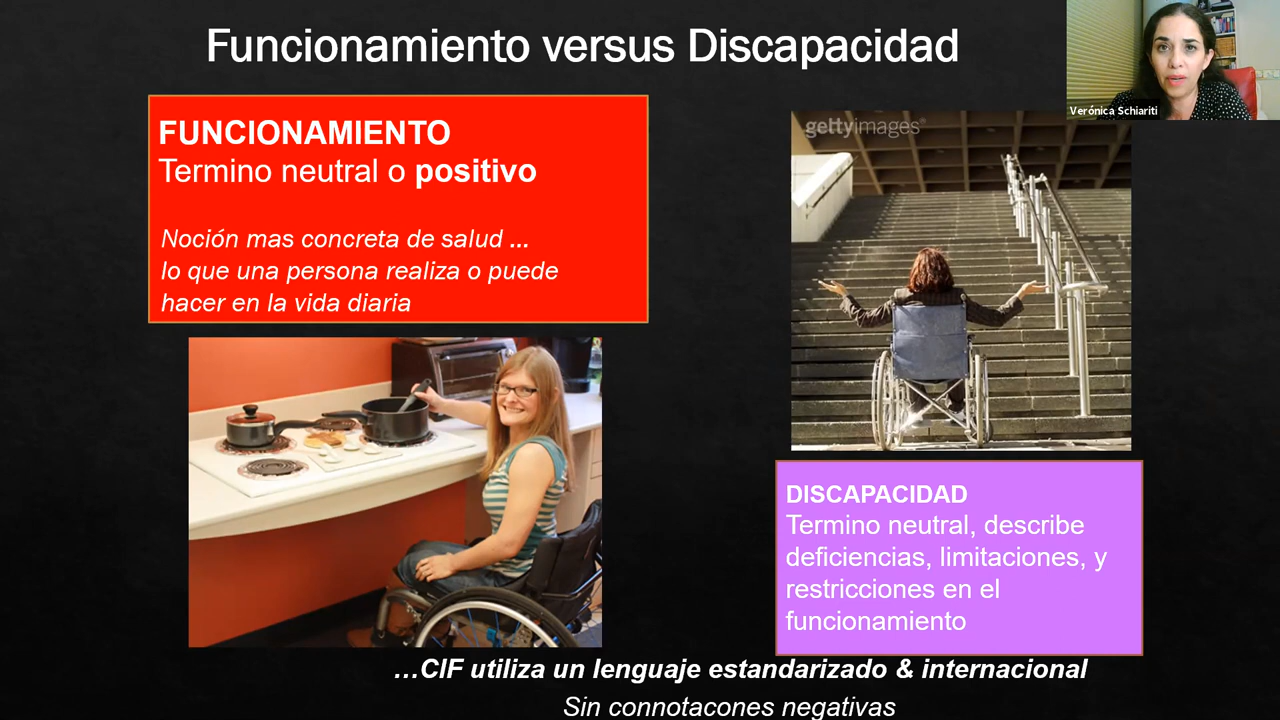 Funcionamiento versus Discapacidad
Verónica Schiariti
FUNCIONAMIENTO
Termino neutral o positivo
Noción mas concreta de salud ...
lo que una persona realiza o puede
hacer en la vida diaria
gettyimages®
DISCAPACIDAD
Termino neutral, describe
deficiencias, limitaciones, y
restricciones en el
funcionamiento
...CIF utiliza un lenguaje estandarizado & internacional
Sin connotacones negativas